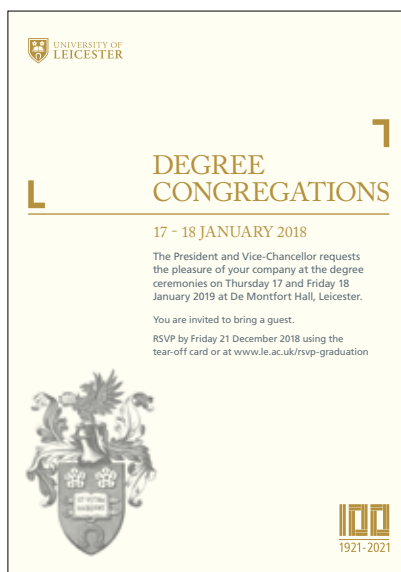 UNIVERSITY OF
LEICESTER
DEGREE
CONGREGATIONS
17 - 18 JANUARY 2018
The President and Vice-Chancellor requests
the pleasure of your company at the degree
ceremonies on Thursday 17 and Friday 18
January 2019 at De Montfort Hall, Leicester.
You are invited to bring a guest.
RSVP by Friday 21 December 2018 using the
tear-off card or at www.le.ac.uk/rsvp-graduation
UT VITAM
HABEANT
100
1921-2021